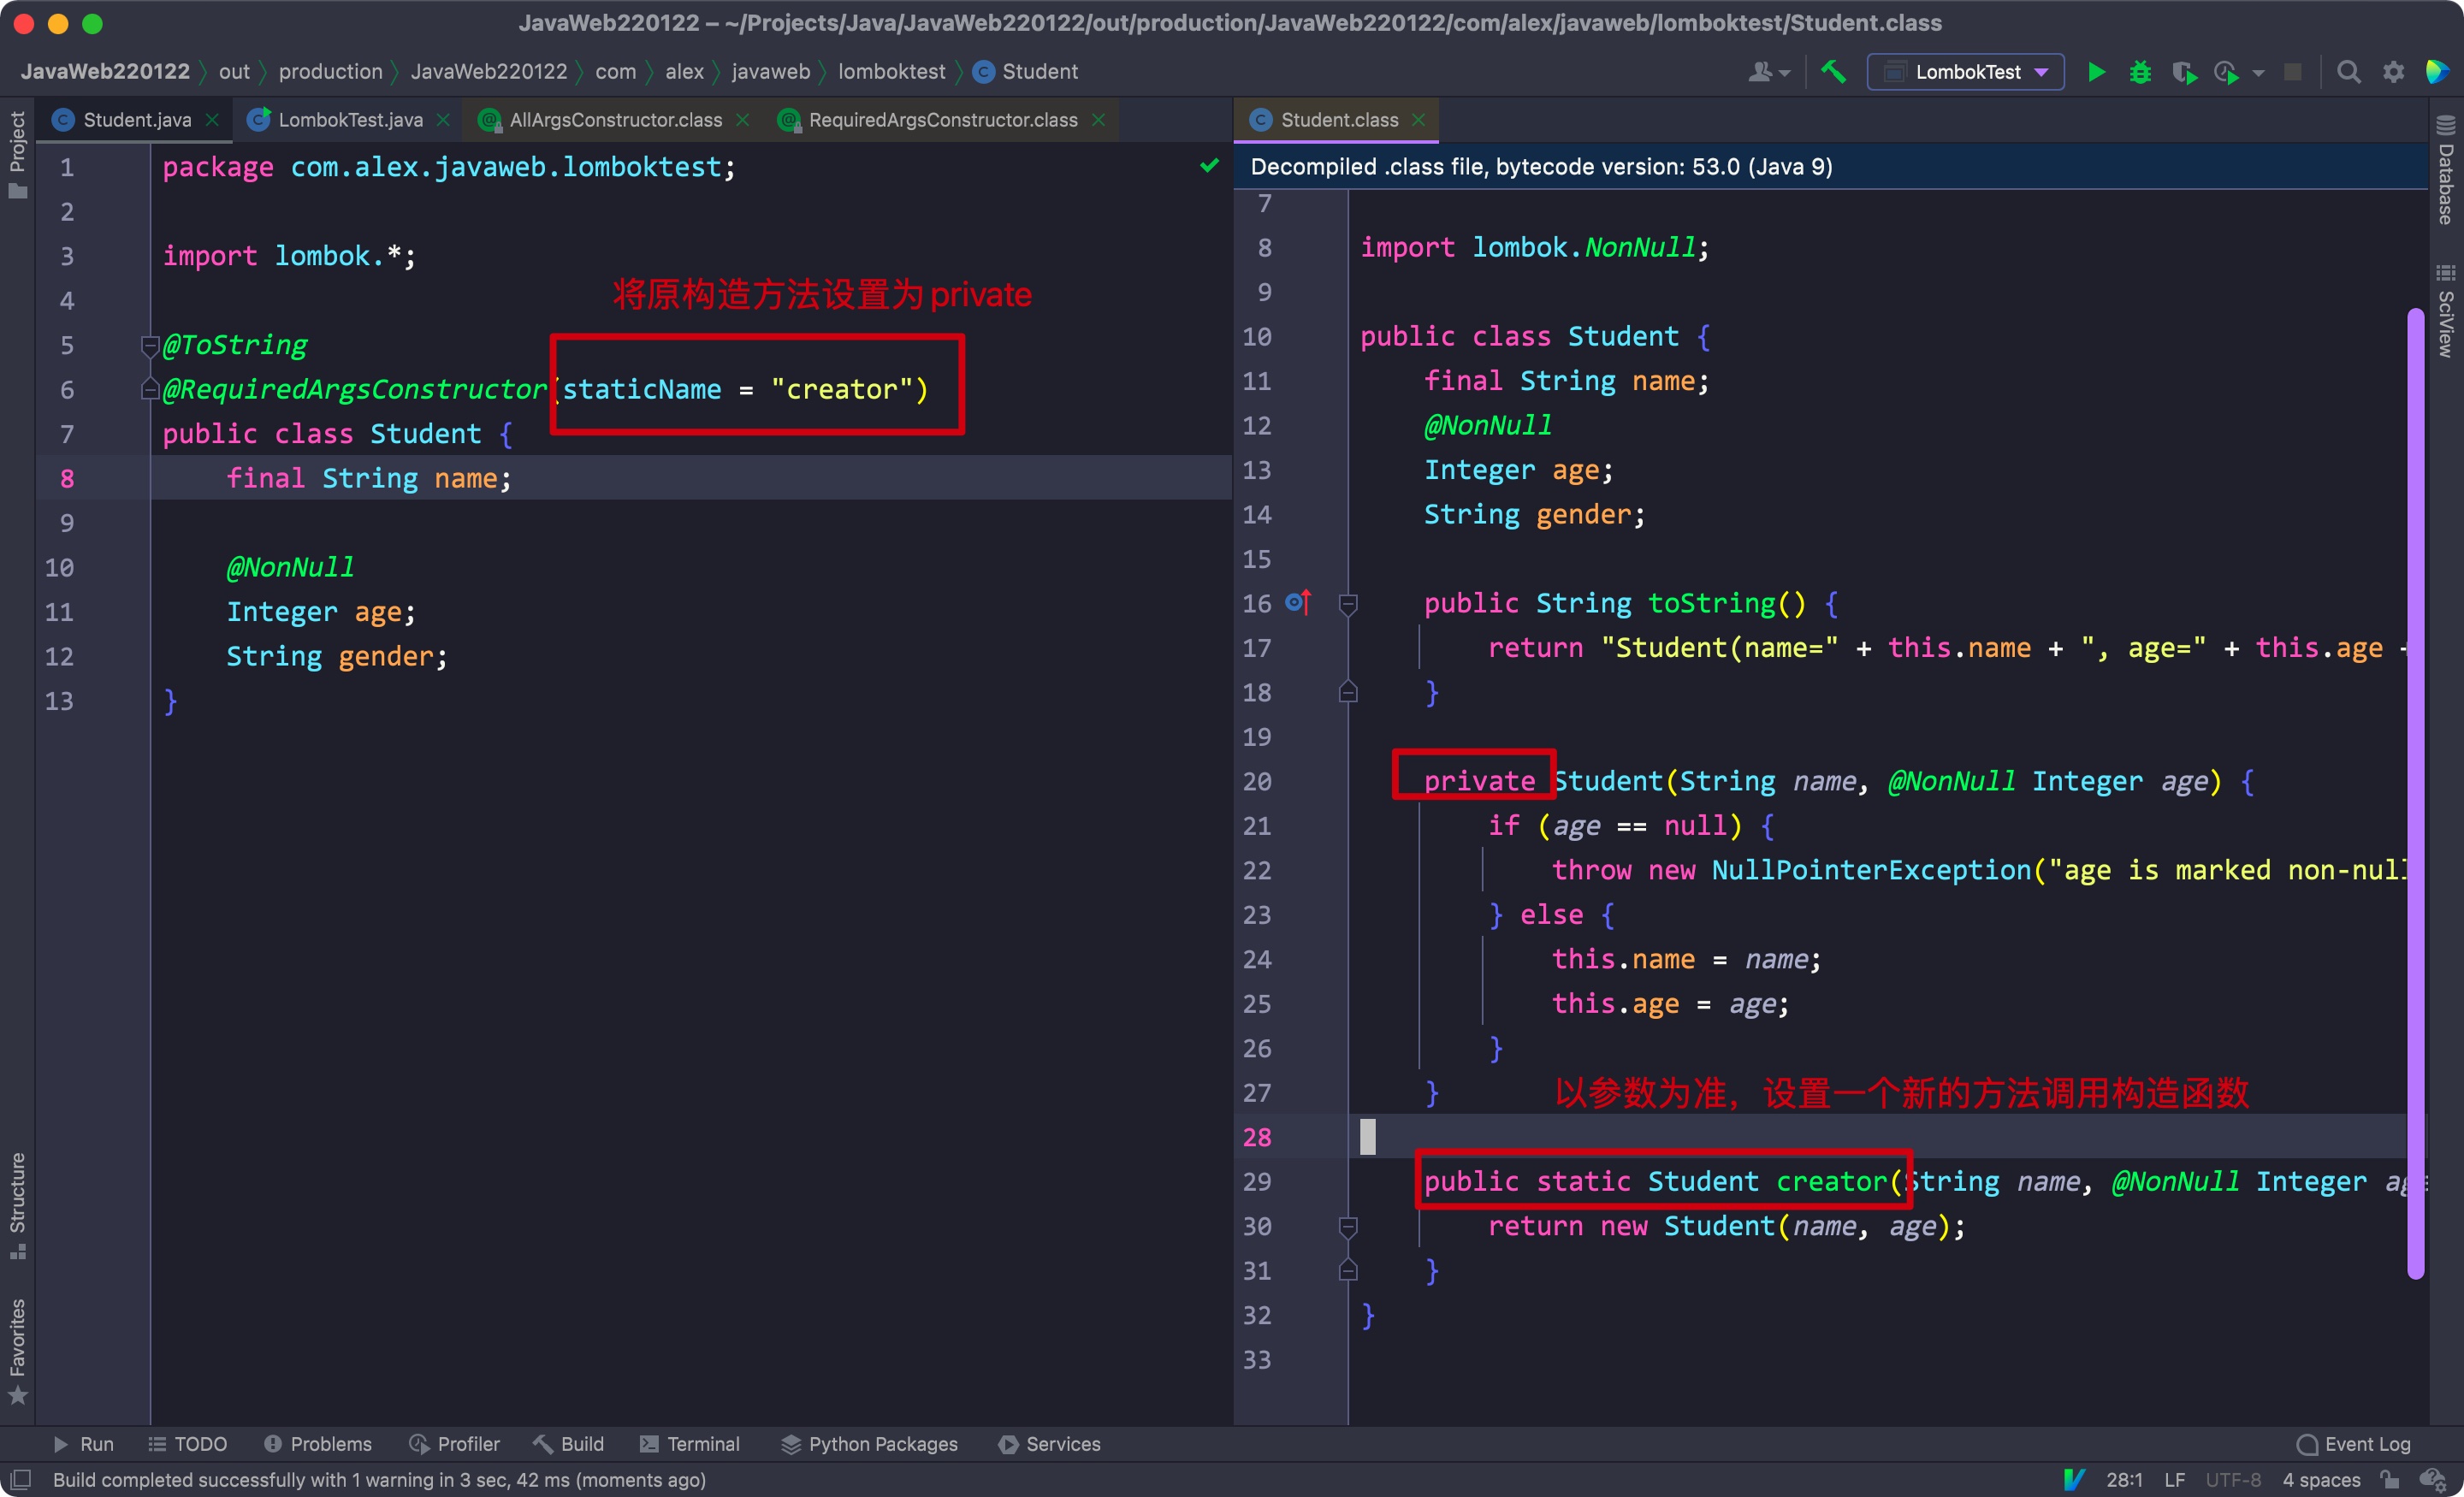 JavaWeb220122 – ~/Projects/Java/JavaWeb220122/out/production/JavaWeb220122/com/alex/javaweb/lomboktest/Student.class
JavaWeb220122 out production JavaWeb220122 com alex javaweb lomboktest Student
LombokTest
Project
Student.java
LombokTest.java
AllArgsConstructor.class
RequiredArgsConstructor.class
1 package com.alex.javaweb.lomboktest;
2
3 import lombok.*;
将原构造方法设置为private
4
5 @ToString
6 @RequiredArgsConstructor(staticName = "creator")
7 public class Student {
8 final String name;
9
10 @NonNull
11 Integer age;
12 String gender;
13 }
Student.class
Decompiled .class file, bytecode version: 53.0 (Java 9)
7
8 import lombok.NonNull;
9
10 public class Student {
11 final String name;
12 @NonNull
13 Integer age;
14 String gender;
15
16 public String toString() {
17 return "Student(name=" + this.name + ", age=" + this.age +
18 }
19
20 private Student(String name, @NonNull Integer age) {
21 if (age == null) {
22 throw new NullPointerException("age is marked non-null
23 } else {
24 this.name = name;
25 this.age = age;
26 }
27 }
以参数为准，设置一个新的方法调用构造函数
28
29 public static Student creator(String name, @NonNull Integer age
30 return new Student(name, age);
31 }
32 }
33
Database
SciView
Structure
Favorites
Run TODO Problems Profiler Build Terminal Python Packages Services Event Log
Build completed successfully with 1 warning in 3 sec, 42 ms (moments ago)
28:1 LF UTF-8 4 spaces